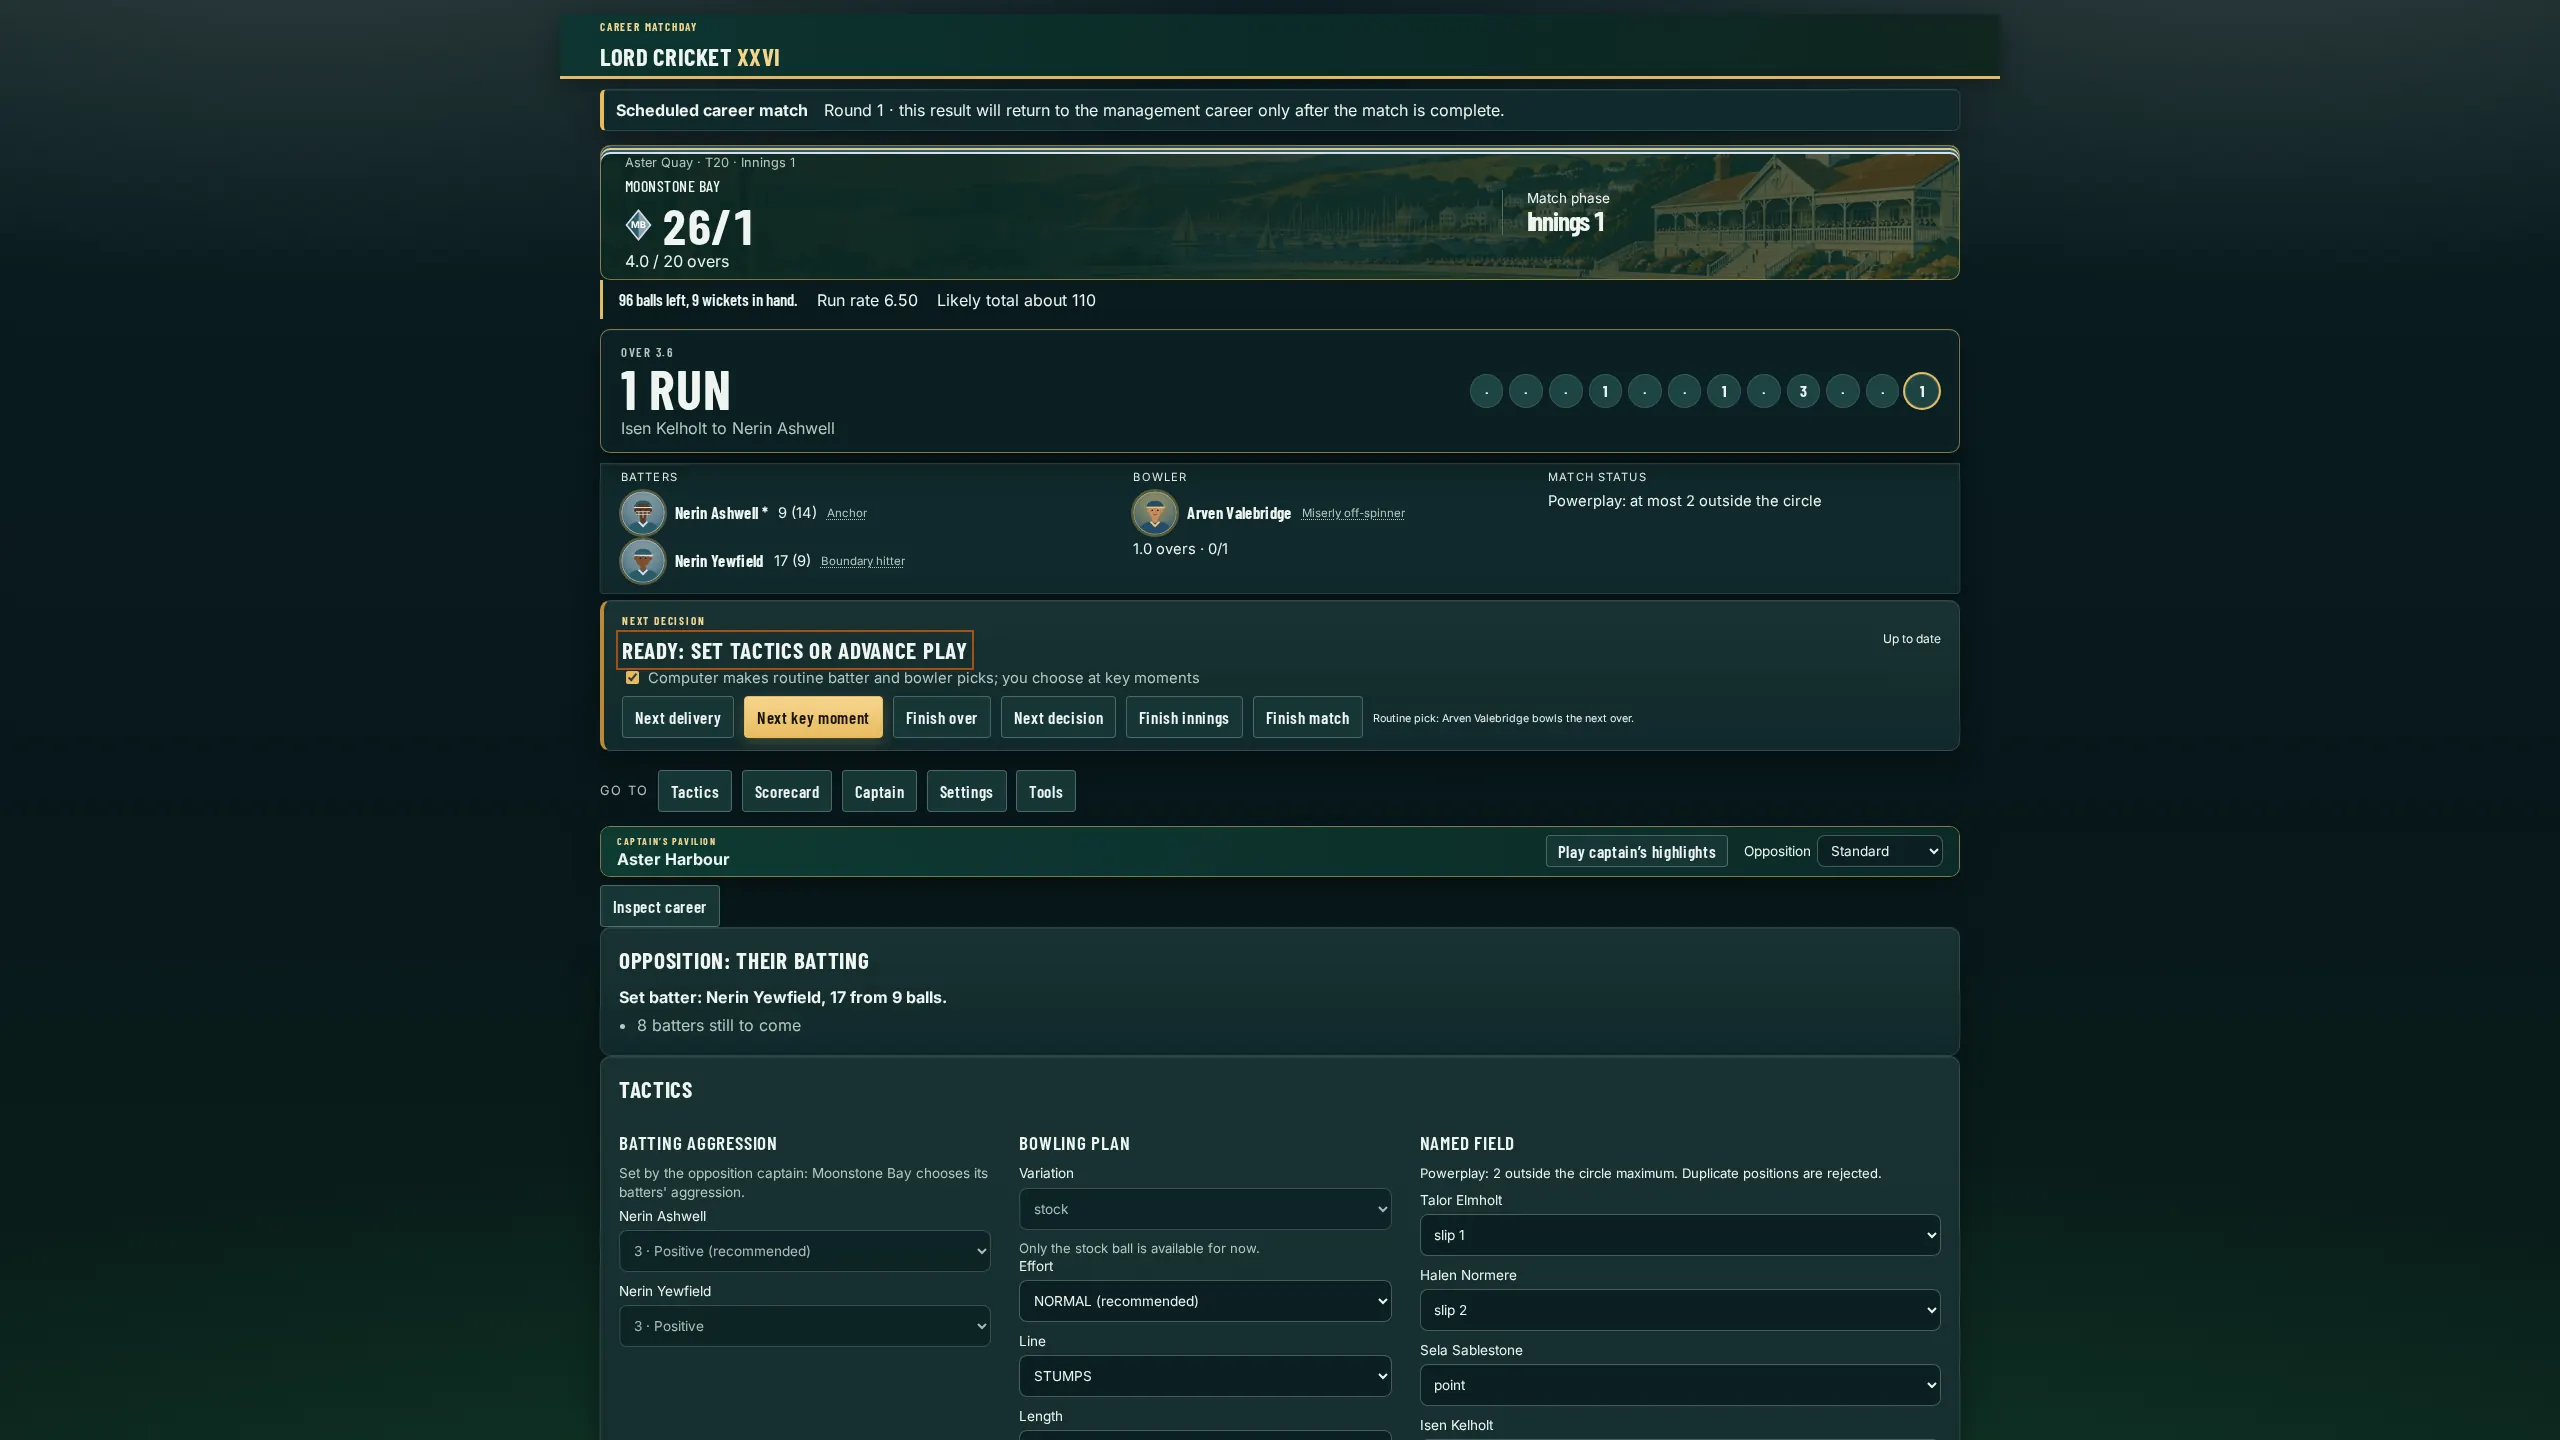 CAREER MATCHDAY
LORD CRICKET XXVI
Scheduled career match Round 1 · this result will return to the management career only after the match is complete.
Aster Quay · T20 · Innings 1
MOONSTONE BAY
MB 26/1
4.0 / 20 overs
Match phase
Innings 1
96 balls left, 9 wickets in hand. Run rate 6.50 Likely total about 110
OVER 3.6
1 RUN
Isen Kelholt to Nerin Ashwell
· · · 1 · · 1 · 3 · · 1
BATTERS
Nerin Ashwell * 9 (14) Anchor
Nerin Yewfield 17 (9) Boundary hitter
BOWLER
Arven Valebridge Miserly off-spinner
1.0 overs · 0/1
MATCH STATUS
Powerplay: at most 2 outside the circle
NEXT DECISION
READY: SET TACTICS OR ADVANCE PLAY
Up to date
Computer makes routine batter and bowler picks; you choose at key moments
Next delivery Next key moment Finish over Next decision Finish innings Finish match Routine pick: Arven Valebridge bowls the next over.
GO TO Tactics Scorecard Captain Settings Tools
CAPTAIN'S PAVILION
Aster Harbour
Play captain's highlights Opposition Standard
Inspect career
OPPOSITION: THEIR BATTING
Set batter: Nerin Yewfield, 17 from 9 balls.
• 8 batters still to come
TACTICS
BATTING AGGRESSION
Set by the opposition captain: Moonstone Bay chooses its
batters' aggression.
Nerin Ashwell
3 · Positive (recommended)
Nerin Yewfield
3 · Positive
BOWLING PLAN
Variation
stock
Only the stock ball is available for now.
Effort
NORMAL (recommended)
Line
STUMPS
Length
NAMED FIELD
Powerplay: 2 outside the circle maximum. Duplicate positions are rejected.
Talor Elmholt
slip 1
Halen Normere
slip 2
Sela Sablestone
point
Isen Kelholt